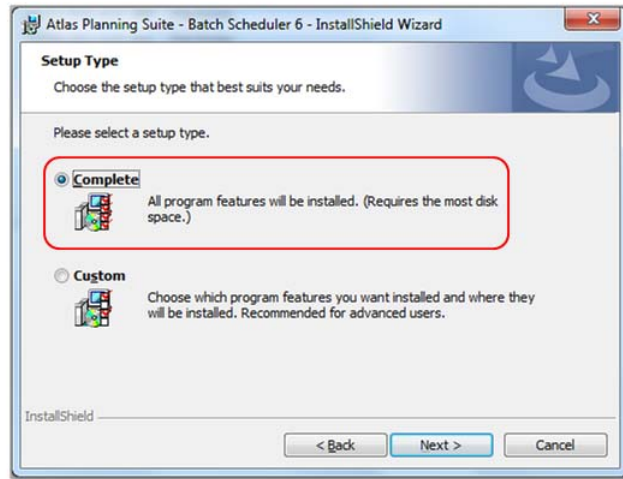 Atlas Planning Suite - Batch Scheduler 6 - InstallShield Wizard
Setup Type
Choose the setup type that best suits your needs.
Please select a setup type.
Complete
All program features will be installed. (Requires the most disk
space.)
Custom
Choose which program features you want installed and where they
will be installed. Recommended for advanced users.
InstallShield
< Back Next > Cancel